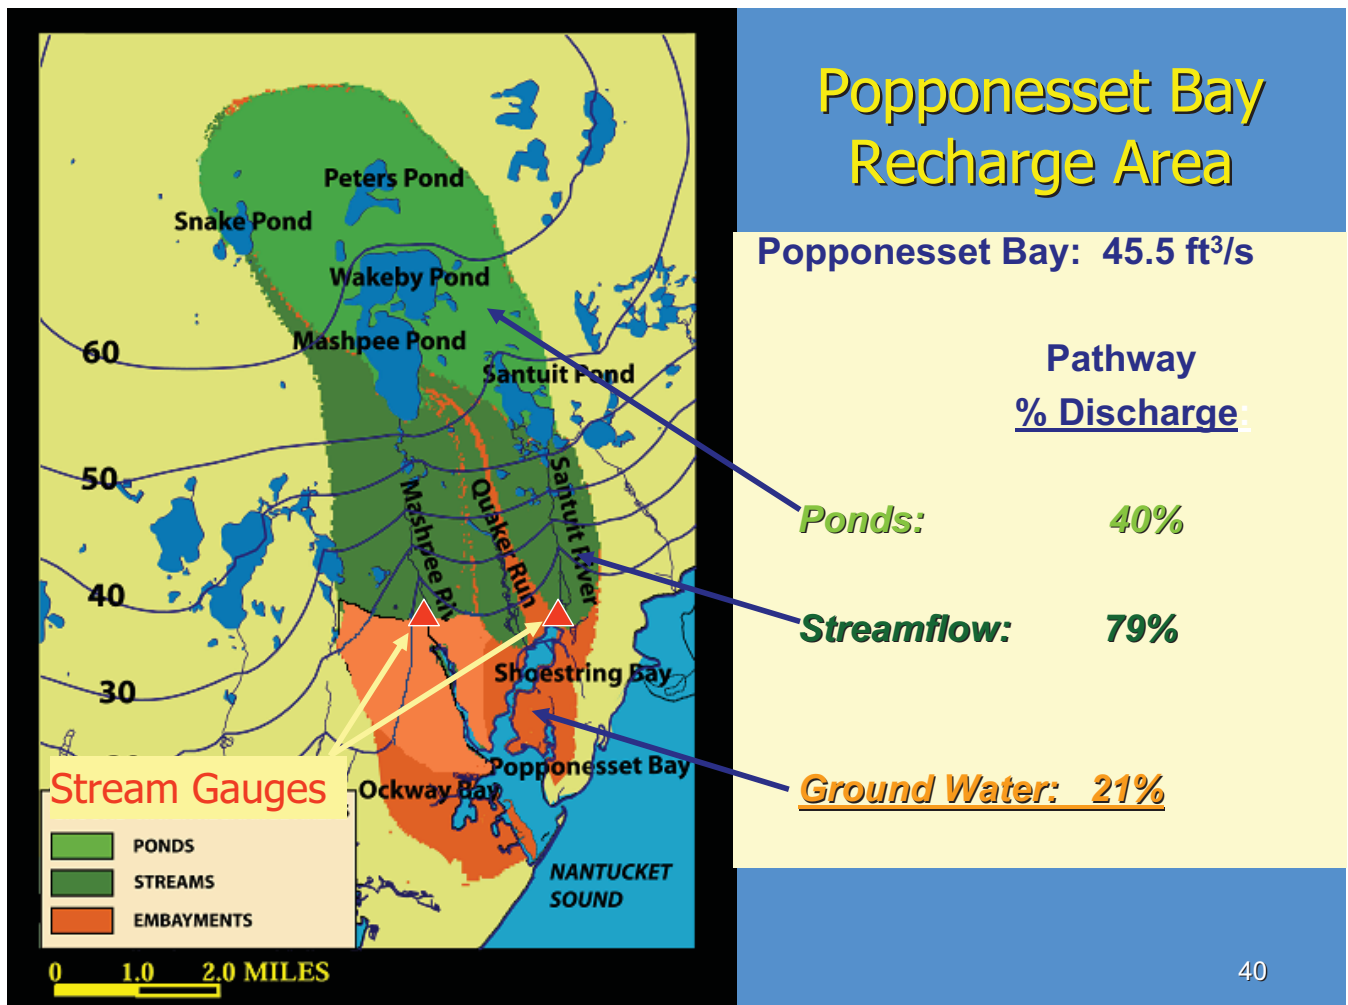 Popponesset Bay
Recharge Area
Popponesset Bay: 45.5 ft³/s
Pathway
% Discharge:
Ponds: 40%
Streamflow: 79%
Ground Water: 21%
Peters Pond
Snake Pond
Wakeby Pond
Mashpee Pond
60
Santuit Pond
50
Mashpee Riv
Quaker Run
Santuit River
40
30
Shoestring Bay
Popponesset Bay
Stream Gauges
Ockway Bay
PONDS
STREAMS
EMBAYMENTS
NANTUCKET
SOUND
0 1.0 2.0 MILES
40